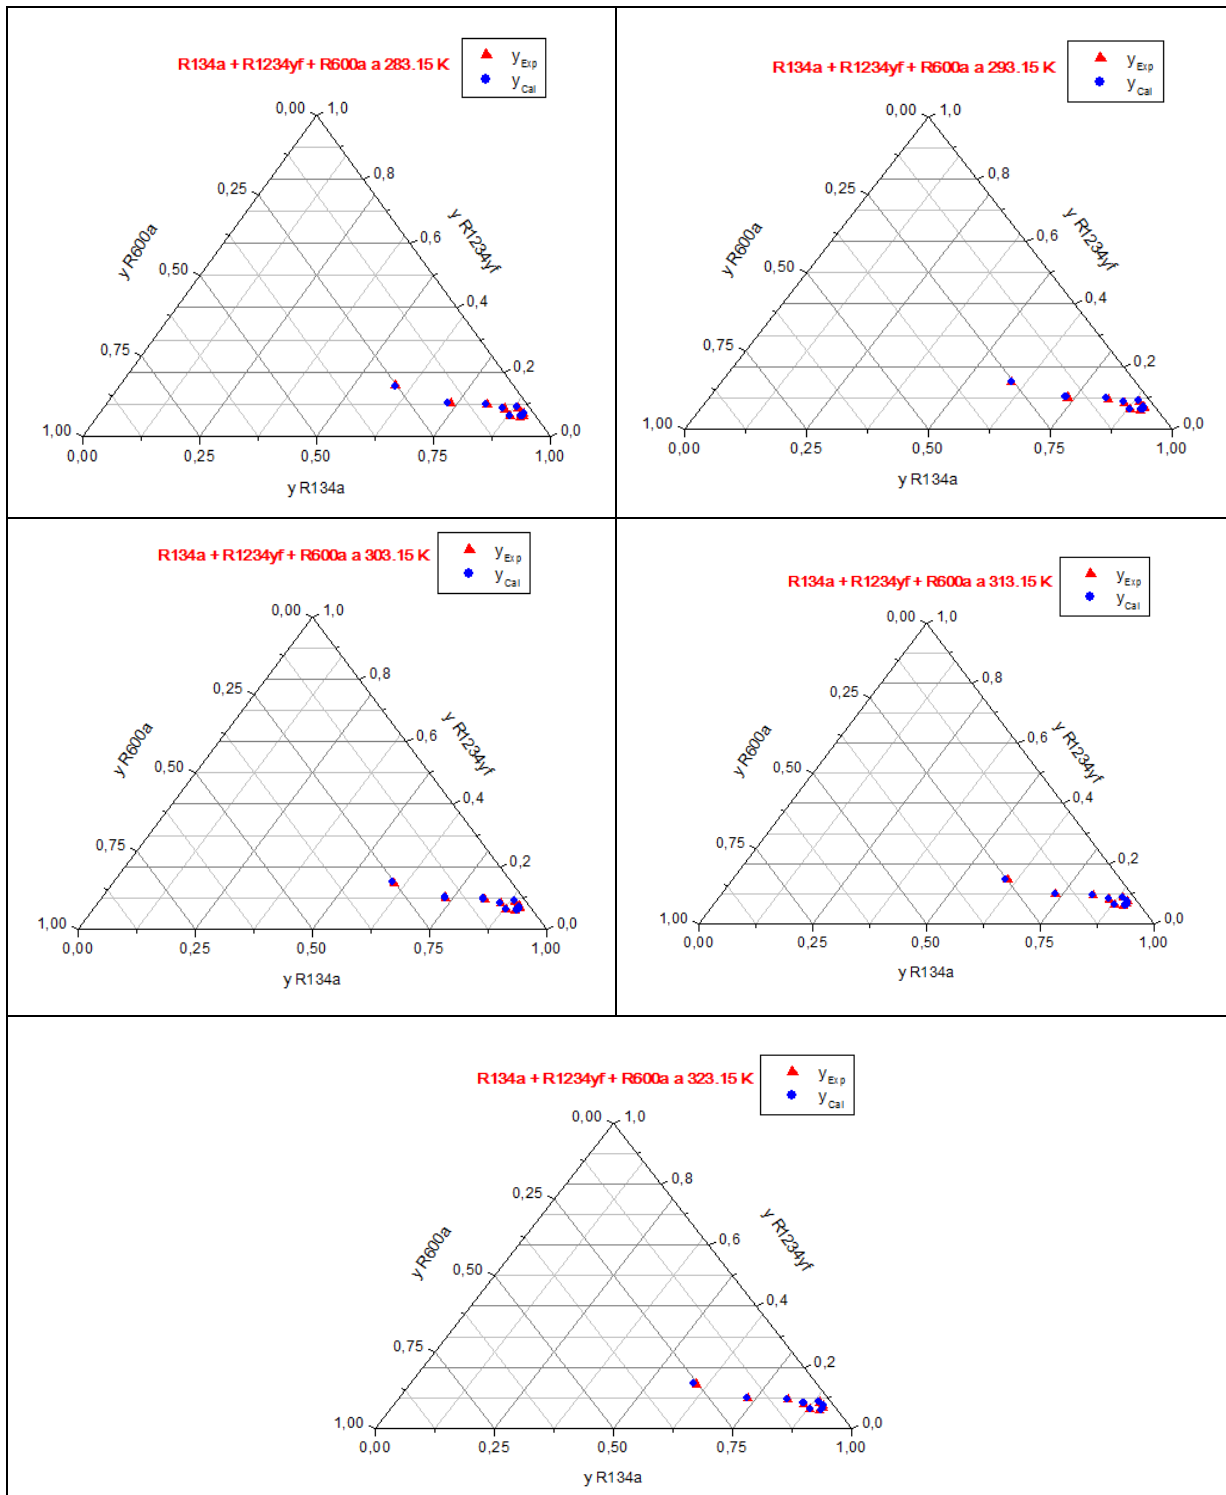 R134a + R1234yf + R600a a 283.15 K
y Exp
y Cal
0,00 1,0
0,25 0,8
y R600a
y R1234yf
0,50 0,6
0,75 0,4
0,2
1,00 0,0
0,00 0,25 0,50 0,75 1,00
y R134a
R134a + R1234yf + R600a a 293.15 K
y Exp
y Cal
0,00 1,0
0,25 0,8
y R600a
y R1234yf
0,50 0,6
0,75 0,4
0,2
1,00 0,0
0,00 0,25 0,50 0,75 1,00
y R134a
R134a + R1234yf + R600a a 303.15 K
y Exp
y Cal
0,00 1,0
0,25 0,8
y R600a
y R1234yf
0,50 0,6
0,75 0,4
0,2
1,00 0,0
0,00 0,25 0,50 0,75 1,00
y R134a
R134a + R1234yf + R600a a 313.15 K
y Exp
y Cal
0,00 1,0
0,25 0,8
y R600a
y R1234yf
0,50 0,6
0,75 0,4
0,2
1,00 0,0
0,00 0,25 0,50 0,75 1,00
y R134a
R134a + R1234yf + R600a a 323.15 K
y Exp
y Cal
0,00 1,0
0,25 0,8
y R600a
y R1234yf
0,50 0,6
0,75 0,4
0,2
1,00 0,0
0,00 0,25 0,50 0,75 1,00
y R134a